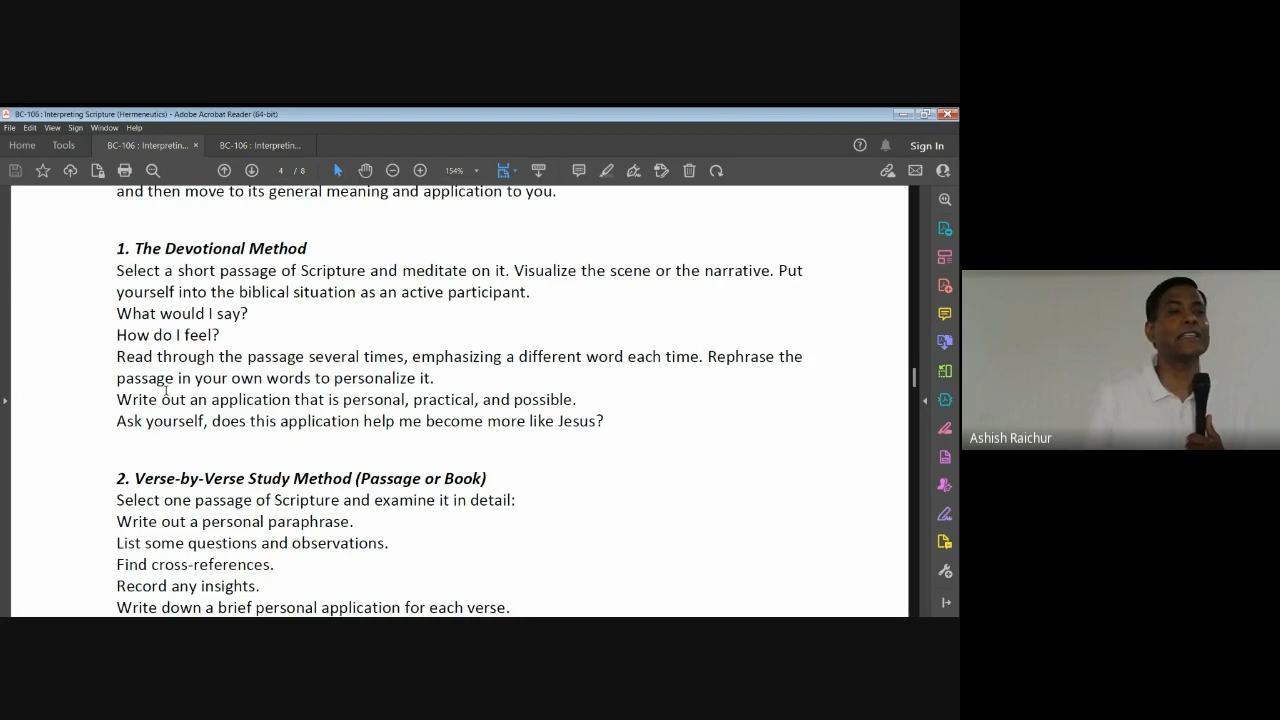 BC-106 : Interpreting Scripture (Hermeneutics) - Adobe Acrobat Reader (64-bit)
File Edit View Sign Window Help
Home Tools BC-106 : Interpretin... × BC-106 : Interpretin... Sign In
4 / 8 154%
and then move to its general meaning and application to you.
1. The Devotional Method
Select a short passage of Scripture and meditate on it. Visualize the scene or the narrative. Put
yourself into the biblical situation as an active participant.
What would I say?
How do I feel?
Read through the passage several times, emphasizing a different word each time. Rephrase the
passage in your own words to personalize it.
Write out an application that is personal, practical, and possible.
Ask yourself, does this application help me become more like Jesus?
2. Verse-by-Verse Study Method (Passage or Book)
Select one passage of Scripture and examine it in detail:
Write out a personal paraphrase.
List some questions and observations.
Find cross-references.
Record any insights.
Write down a brief personal application for each verse.
Ashish Raichur